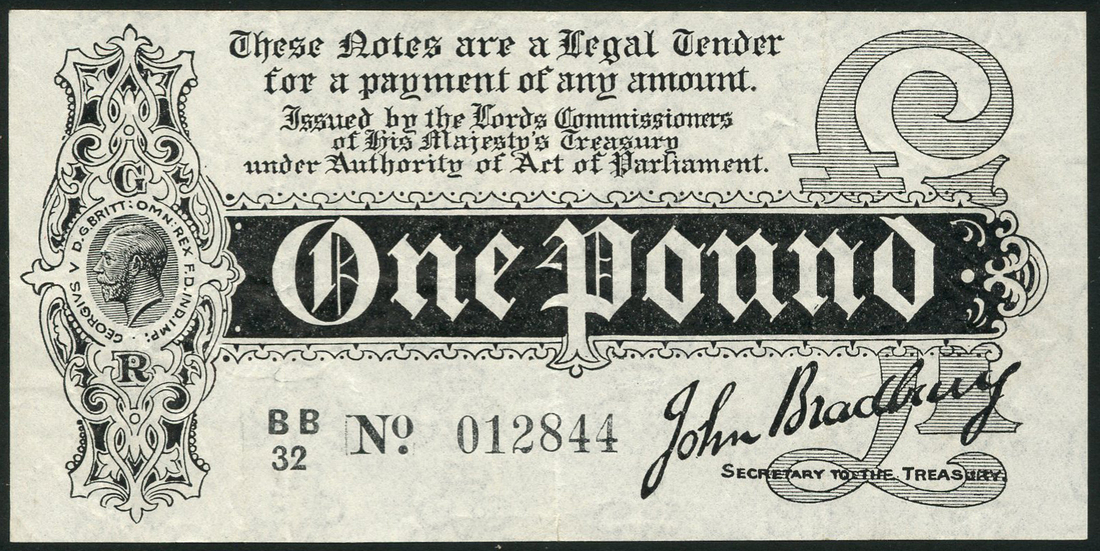 These Notes are a Legal Tender
for a payment of any amount.
Issued by the Lords Commissioners
of His Majesty's Treasury
under Authority of Act of Parliament.
£1
G
GEORGIVS V D.G.BRITT: OMN: REX F.D. IND: IMP:
R
One Pound
BB
32
No. 012844
John Bradbury
SECRETARY TO THE TREASURY.